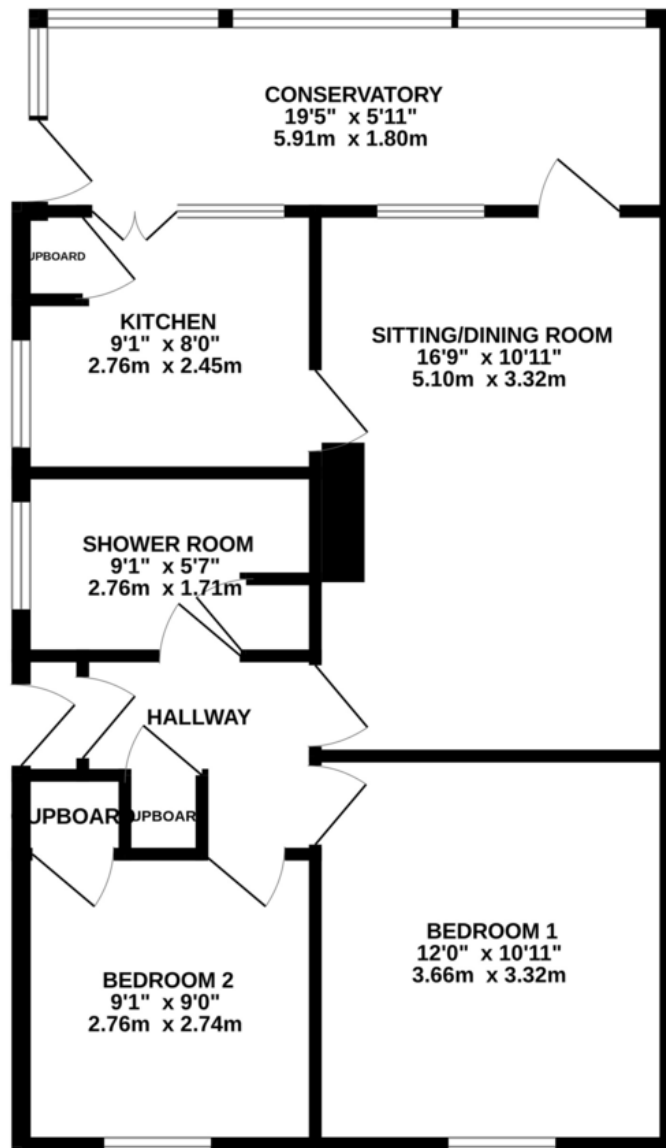 CONSERVATORY
19'5" x 5'11"
5.91m x 1.80m
UPBOARD
KITCHEN
9'1" x 8'0"
2.76m x 2.45m
SITTING/DINING ROOM
16'9" x 10'11"
5.10m x 3.32m
SHOWER ROOM
9'1" x 5'7"
2.76m x 1.71m
HALLWAY
UPBOAR
UPBOAR
BEDROOM 1
12'0" x 10'11"
3.66m x 3.32m
BEDROOM 2
9'1" x 9'0"
2.76m x 2.74m